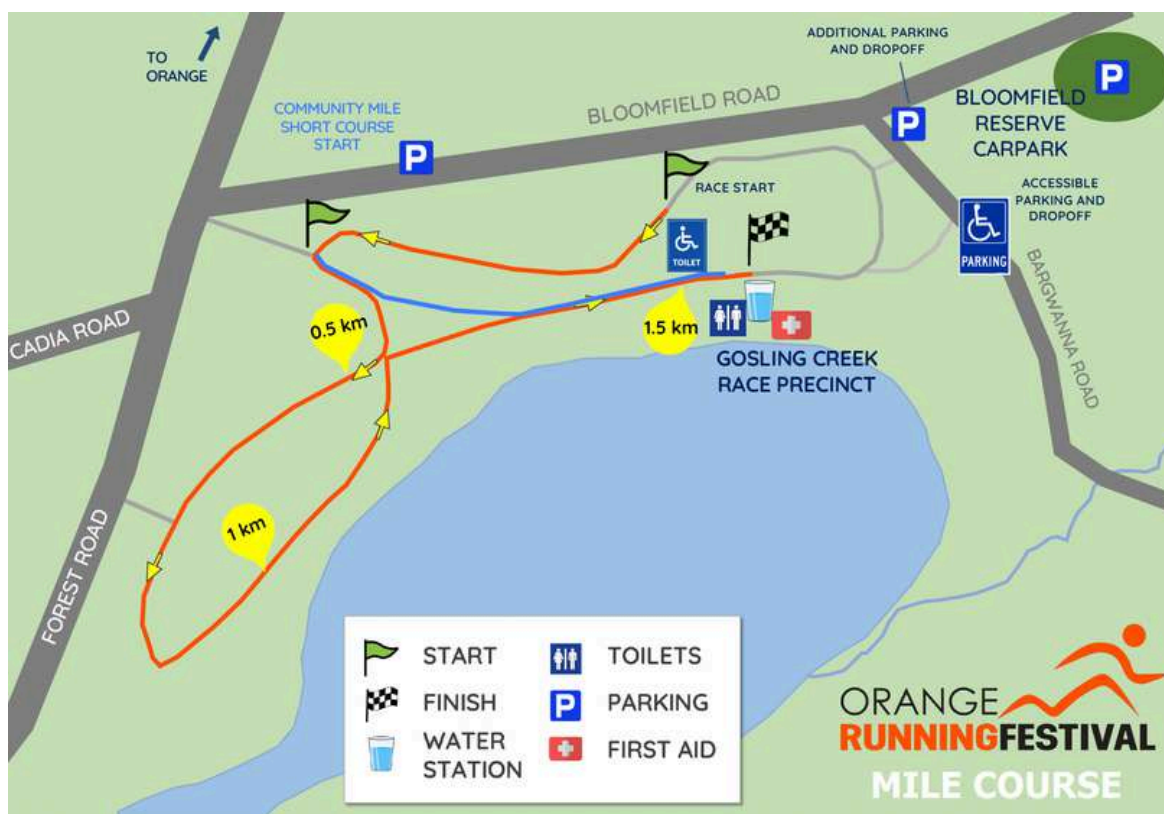 TO
ORANGE
COMMUNITY MILE
SHORT COURSE
START
P
BLOOMFIELD ROAD
ADDITIONAL PARKING
AND DROPOFF
P
P
BLOOMFIELD
RESERVE
CARPARK
RACE START
ACCESSIBLE
PARKING AND
DROPOFF
PARKING
TOILET
CADIA ROAD
0.5 km
1.5 km
GOSLING CREEK
RACE PRECINCT
BARGWANNA ROAD
1 km
FOREST ROAD
START
FINISH
WATER
STATION
TOILETS
P
PARKING
FIRST AID
ORANGE
RUNNINGFESTIVAL
MILE COURSE